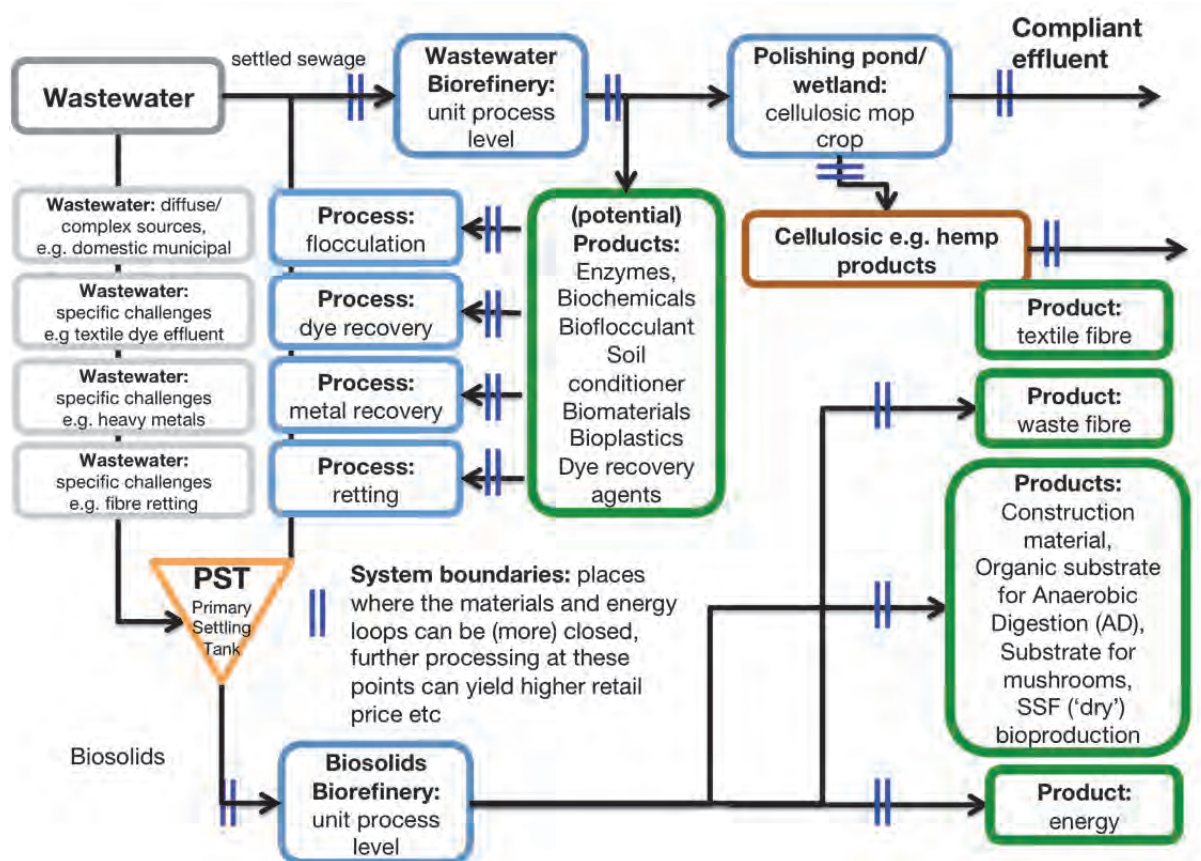 Wastewater
settled sewage
Wastewater
Biorefinery:
unit process
level
Polishing pond/
wetland:
cellulosic mop
crop
Compliant
effluent
Wastewater: diffuse/
complex sources,
e.g. domestic municipal
Wastewater:
specific challenges
e.g textile dye effluent
Wastewater:
specific challenges
e.g. heavy metals
Wastewater:
specific challenges
e.g. fibre retting
Process:
flocculation
Process:
dye recovery
Process:
metal recovery
Process:
retting
(potential)
Products:
Enzymes,
Biochemicals
Bioflocculant
Soil
conditioner
Biomaterials
Bioplastics
Dye recovery
agents
Cellulosic e.g. hemp
products
Product:
textile fibre
Product:
waste fibre
Products:
Construction
material,
Organic substrate
for Anaerobic
Digestion (AD),
Substrate for
mushrooms,
SSF (‘dry’)
bioproduction
Product:
energy
PST
Primary
Settling
Tank
System boundaries: places
where the materials and energy
loops can be (more) closed,
further processing at these
points can yield higher retail
price etc
Biosolids
Biosolids
Biorefinery:
unit process
level